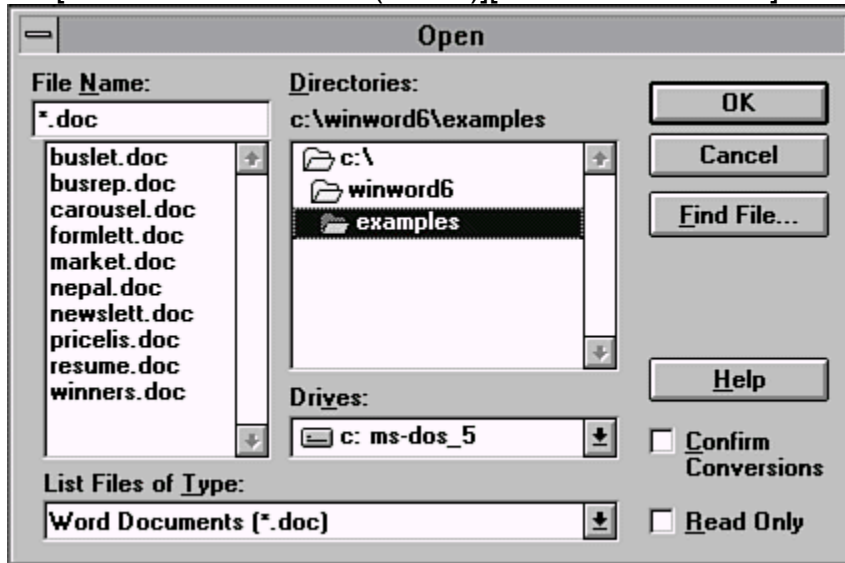 Open
File Name:
*.doc
buslet.doc
busrep.doc
carousel.doc
formlett.doc
market.doc
nepal.doc
newslett.doc
pricelis.doc
resume.doc
winners.doc
Directories:
c:\winword6\examples
c:\
winword6
examples
Drives:
c: ms-dos_5
List Files of Type:
Word Documents (*.doc)
OK
Cancel
Find File...
Help
Confirm
Conversions
Read Only